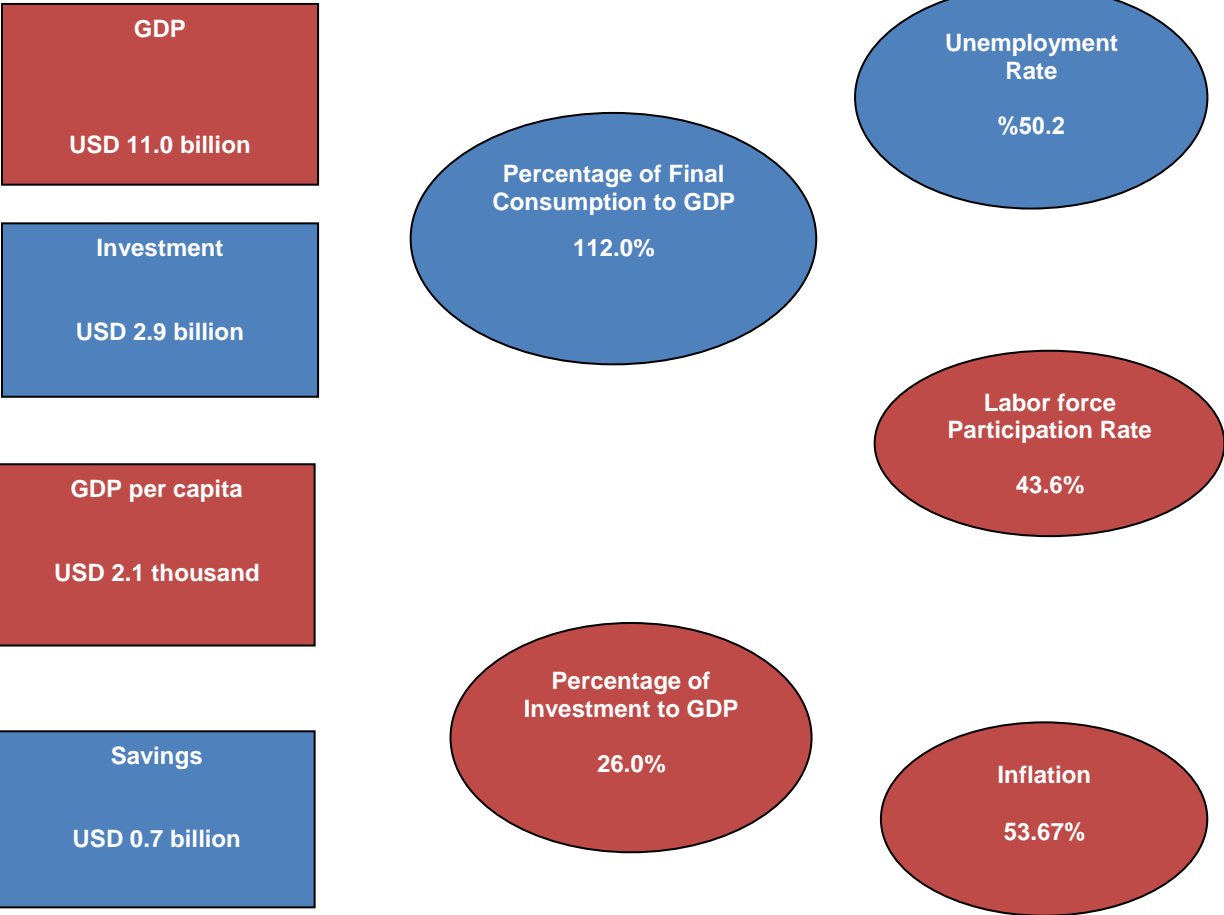 GDP
USD 11.0 billion
Investment
USD 2.9 billion
GDP per capita
USD 2.1 thousand
Savings
USD 0.7 billion
Percentage of Final
Consumption to GDP
112.0%
Percentage of
Investment to GDP
26.0%
Unemployment
Rate
%50.2
Labor force
Participation Rate
43.6%
Inflation
53.67%